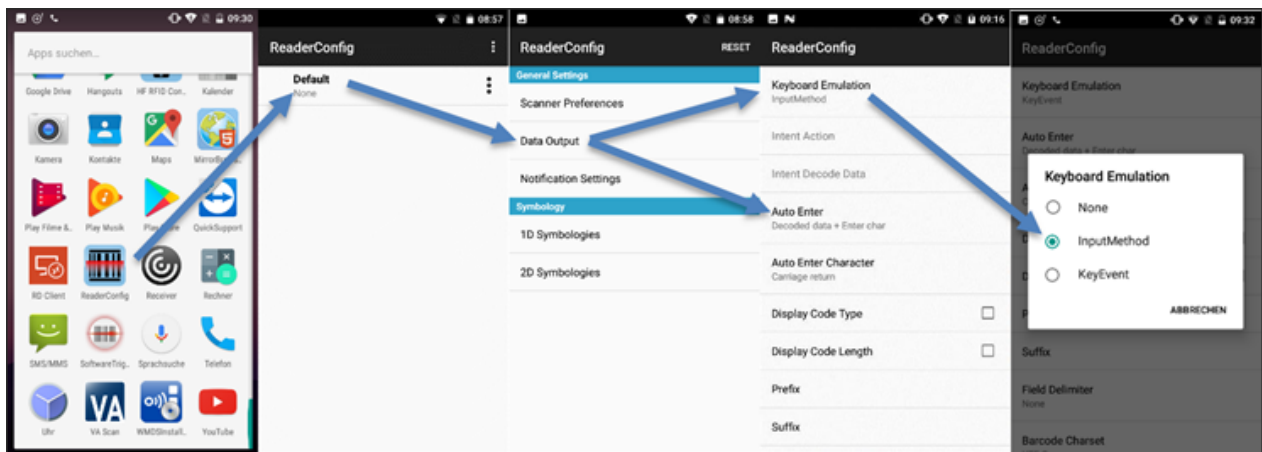 09:30
Apps suchen...
Google Drive
Hangouts
HF RFID Con..
Kalender
Kamera
Kontakte
Maps
Play Filme &..
Play Musik
QuickSupport
RD Client
ReaderConfig
Receiver
Rechner
SMS/MMS
SoftwareTrig..
Sprachsuche
Telefon
Uhr
VA
VA Scan
WMDSInstall..
YouTube
08:57
ReaderConfig
Default
None
08:58
ReaderConfig
RESET
General Settings
Scanner Preferences
Data Output
Notification Settings
Symbology
1D Symbologies
2D Symbologies
09:16
ReaderConfig
Keyboard Emulation
InputMethod
Intent Action
Intent Decode Data
Auto Enter
Decoded data + Enter char
Auto Enter Character
Carriage return
Display Code Type
Display Code Length
Prefix
Suffix
09:32
ReaderConfig
Keyboard Emulation
KeyEvent
Auto Enter
Decoded data + Enter char
Keyboard Emulation
None
InputMethod
KeyEvent
ABBRECHEN
Suffix
Field Delimiter
None
Barcode Charset